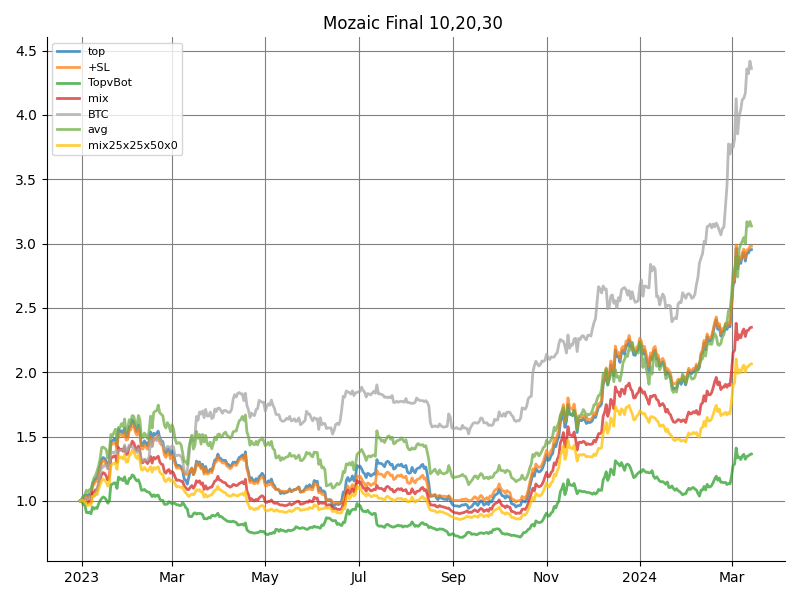 Mozaic Final 10,20,30
top
+SL
TopvBot
mix
BTC
avg
mix25x25x50x0
4.5
4.0
3.5
3.0
2.5
2.0
1.5
1.0
2023 Mar May Jul Sep Nov 2024 Mar